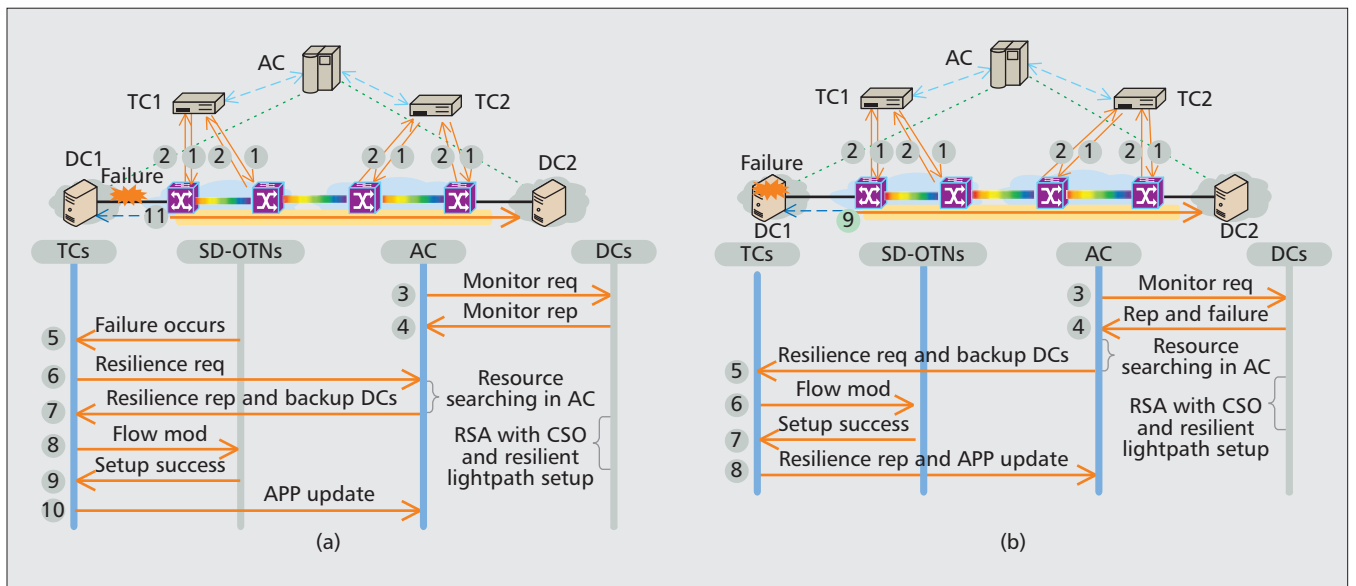 AC
TC1
TC2
2 1 2 1 2 1 2 1
DC1
DC2
Failure
11
TCs SD-OTNs AC DCs
3 Monitor req
4 Monitor rep
5 Failure occurs
6 Resilience req
Resource
searching in AC
7 Resilience rep and backup DCs
8 Flow mod
RSA with CSO
and resilient
lightpath setup
9 Setup success
10 APP update
(a)
AC
TC1
TC2
2 1 2 1 2 1 2 1
Failure
9
DC1
DC2
TCs SD-OTNs AC DCs
3 Monitor req
4 Rep and failure
Resource
searching in AC
5 Resilience req and backup DCs
6 Flow mod
RSA with CSO
and resilient
lightpath setup
7 Setup success
8 Resilience rep and APP update
(b)